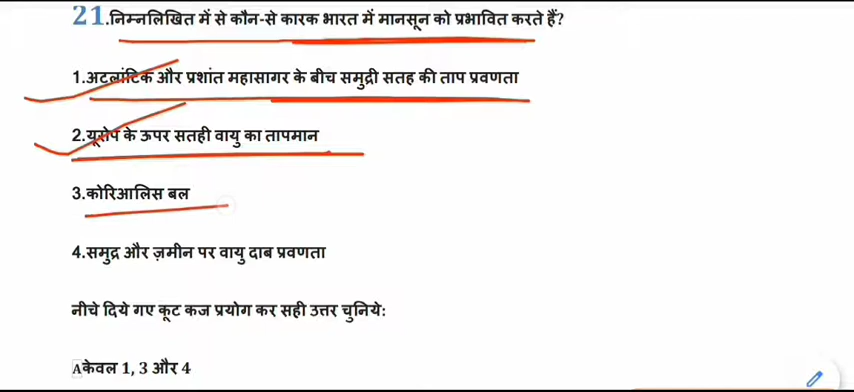 21.निम्नलिखित में से कौन-से कारक भारत में मानसून को प्रभावित करते हैं?
1.अटलांटिक और प्रशांत महासागर के बीच समुद्री सतह की ताप प्रवणता
2.यूरोप के ऊपर सतही वायु का तापमान
3.कोरिआलिस बल
4.समुद्र और ज़मीन पर वायु दाब प्रवणता
नीचे दिये गए कूट कज प्रयोग कर सही उत्तर चुनिये:
Aकेवल 1, 3 और 4